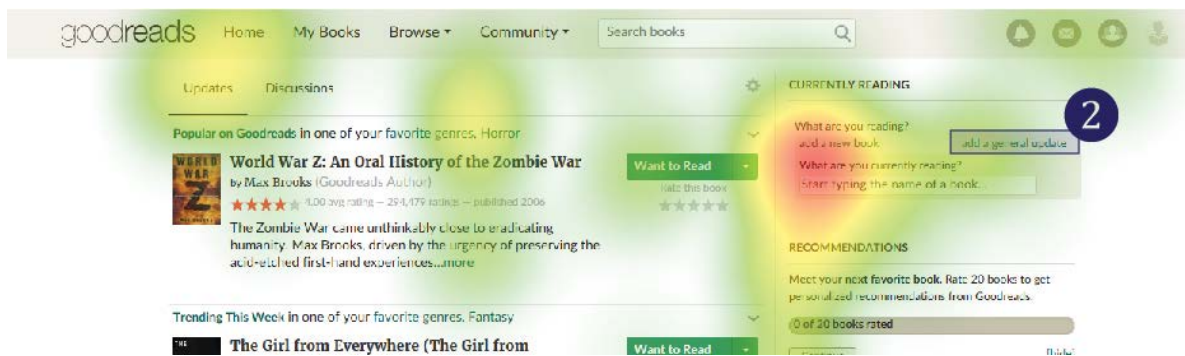 goodreads Home My Books Browse Community Search books
Updates Discussions
Popular on Goodreads in one of your favorite genres. Horror
WORLD WAR Z
World War Z: An Oral History of the Zombie War
by Max Brooks (Goodreads Author)
4.00 avg rating — 294,479 ratings — published 2006
The Zombie War came unthinkably close to eradicating
humanity. Max Brooks, driven by the urgency of preserving the
acid-etched first-hand experiences...more
Want to Read
Rate this book
Trending This Week in one of your favorite genres. Fantasy
THE
The Girl from Everywhere (The Girl from
Want to Read
CURRENTLY READING
2
What are you reading?
add a new book
add a general update
What are you currently reading?
Start typing the name of a book...
RECOMMENDATIONS
Meet your next favorite book. Rate 20 books to get
personalized recommendations from Goodreads.
0 of 20 books rated
Continue
[hide]